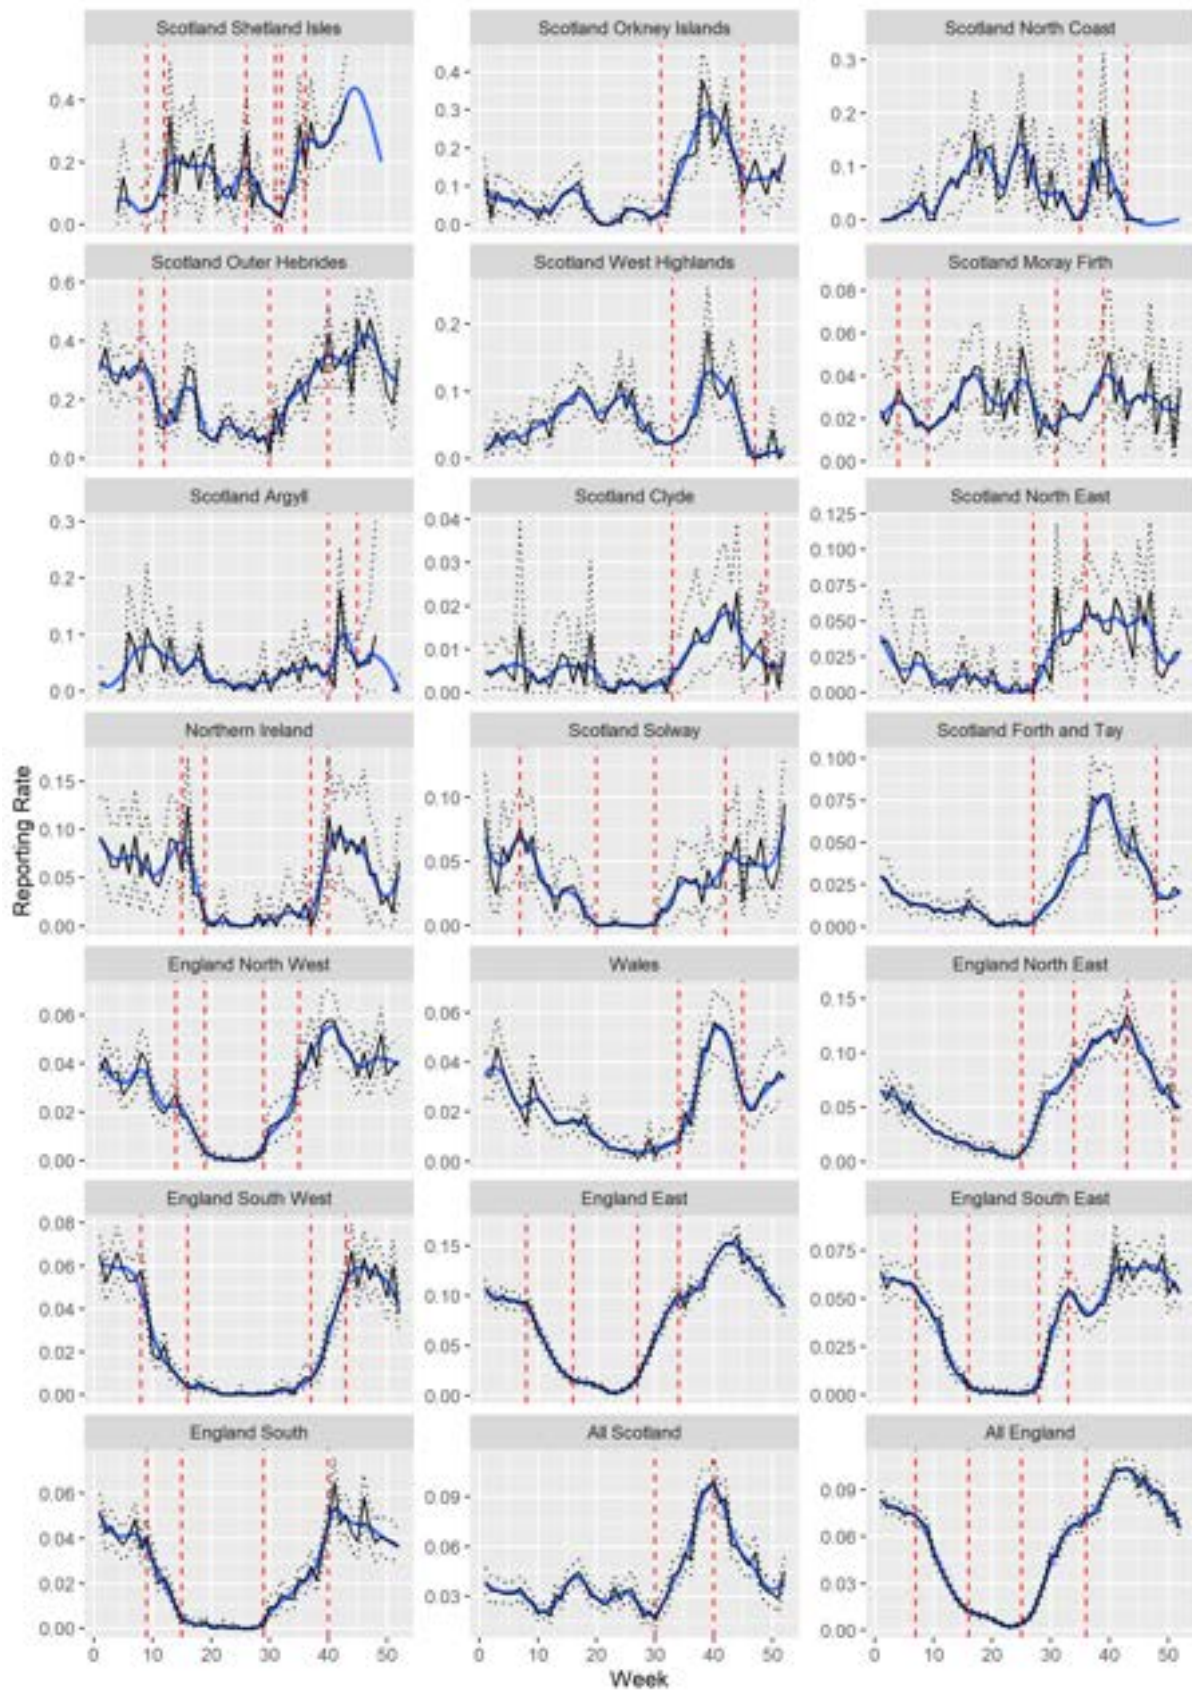 Scotland Shetland Isles Scotland Orkney Islands Scotland North Coast
0.4 0.4 0.3
0.3 0.2
0.2 0.2 0.1
0.1
0.0 0.0 0.0
Scotland Outer Hebrides Scotland West Highlands Scotland Moray Firth
0.6 0.08
0.4 0.2 0.06
0.2 0.1 0.04
0.02
0.0 0.0 0.00
Scotland Argyll Scotland Clyde Scotland North East
0.3 0.04 0.125
0.2 0.03 0.100
0.02 0.075
0.1 0.01 0.050
0.025
0.0 0.00 0.000
Northern Ireland Scotland Solway Scotland Forth and Tay
0.15 0.10 0.100
0.10 0.075
0.05 0.05 0.050
0.025
0.00 0.00 0.000
England North West Wales England North East
0.06 0.06 0.15
0.04 0.04 0.10
0.02 0.02 0.05
0.00 0.00 0.00
England South West England East England South East
0.08 0.15 0.075
0.06 0.10 0.050
0.04 0.05 0.025
0.02
0.00 0.00 0.000
England South All Scotland All England
0.06 0.09 0.09
0.04 0.06 0.06
0.02 0.03 0.03
0.00 0.00
0 10 20 30 40 50 0 10 20 30 40 50 0 10 20 30 40 50
Week
Reporting Rate